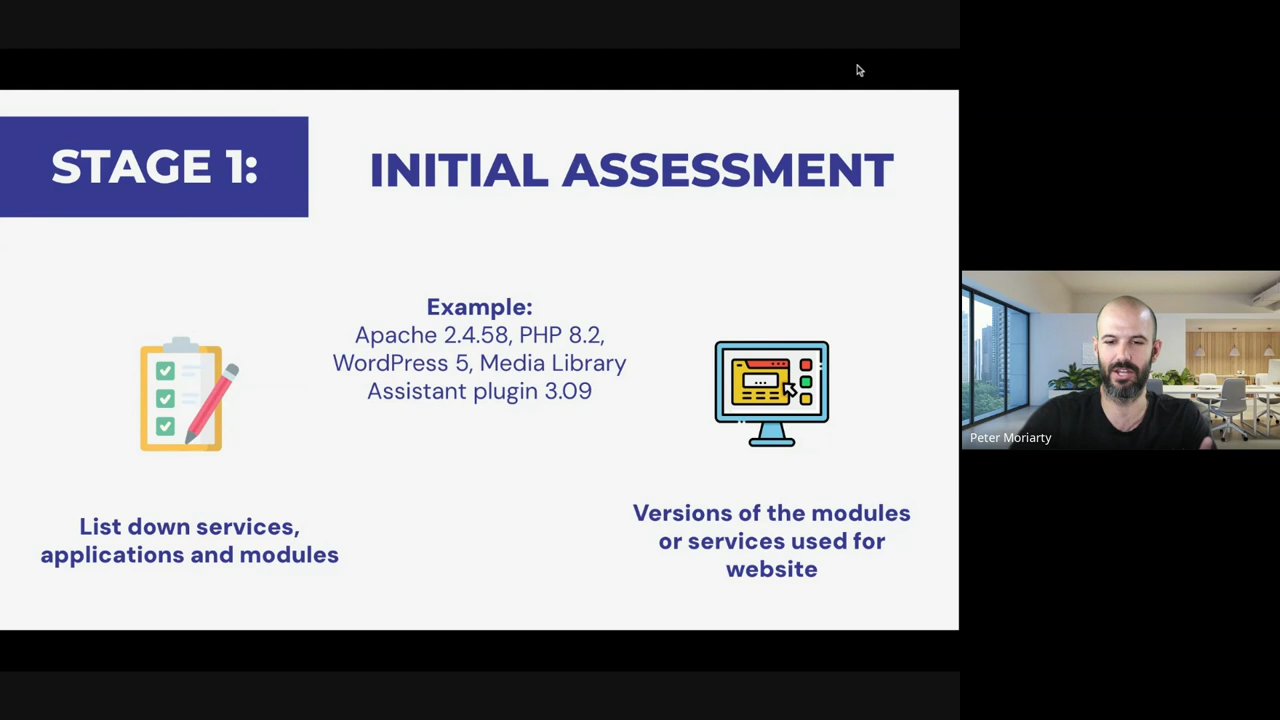 STAGE 1:
INITIAL ASSESSMENT
Example:
Apache 2.4.58, PHP 8.2,
WordPress 5, Media Library
Assistant plugin 3.09
List down services,
applications and modules
Versions of the modules
or services used for
website
Peter Moriarty